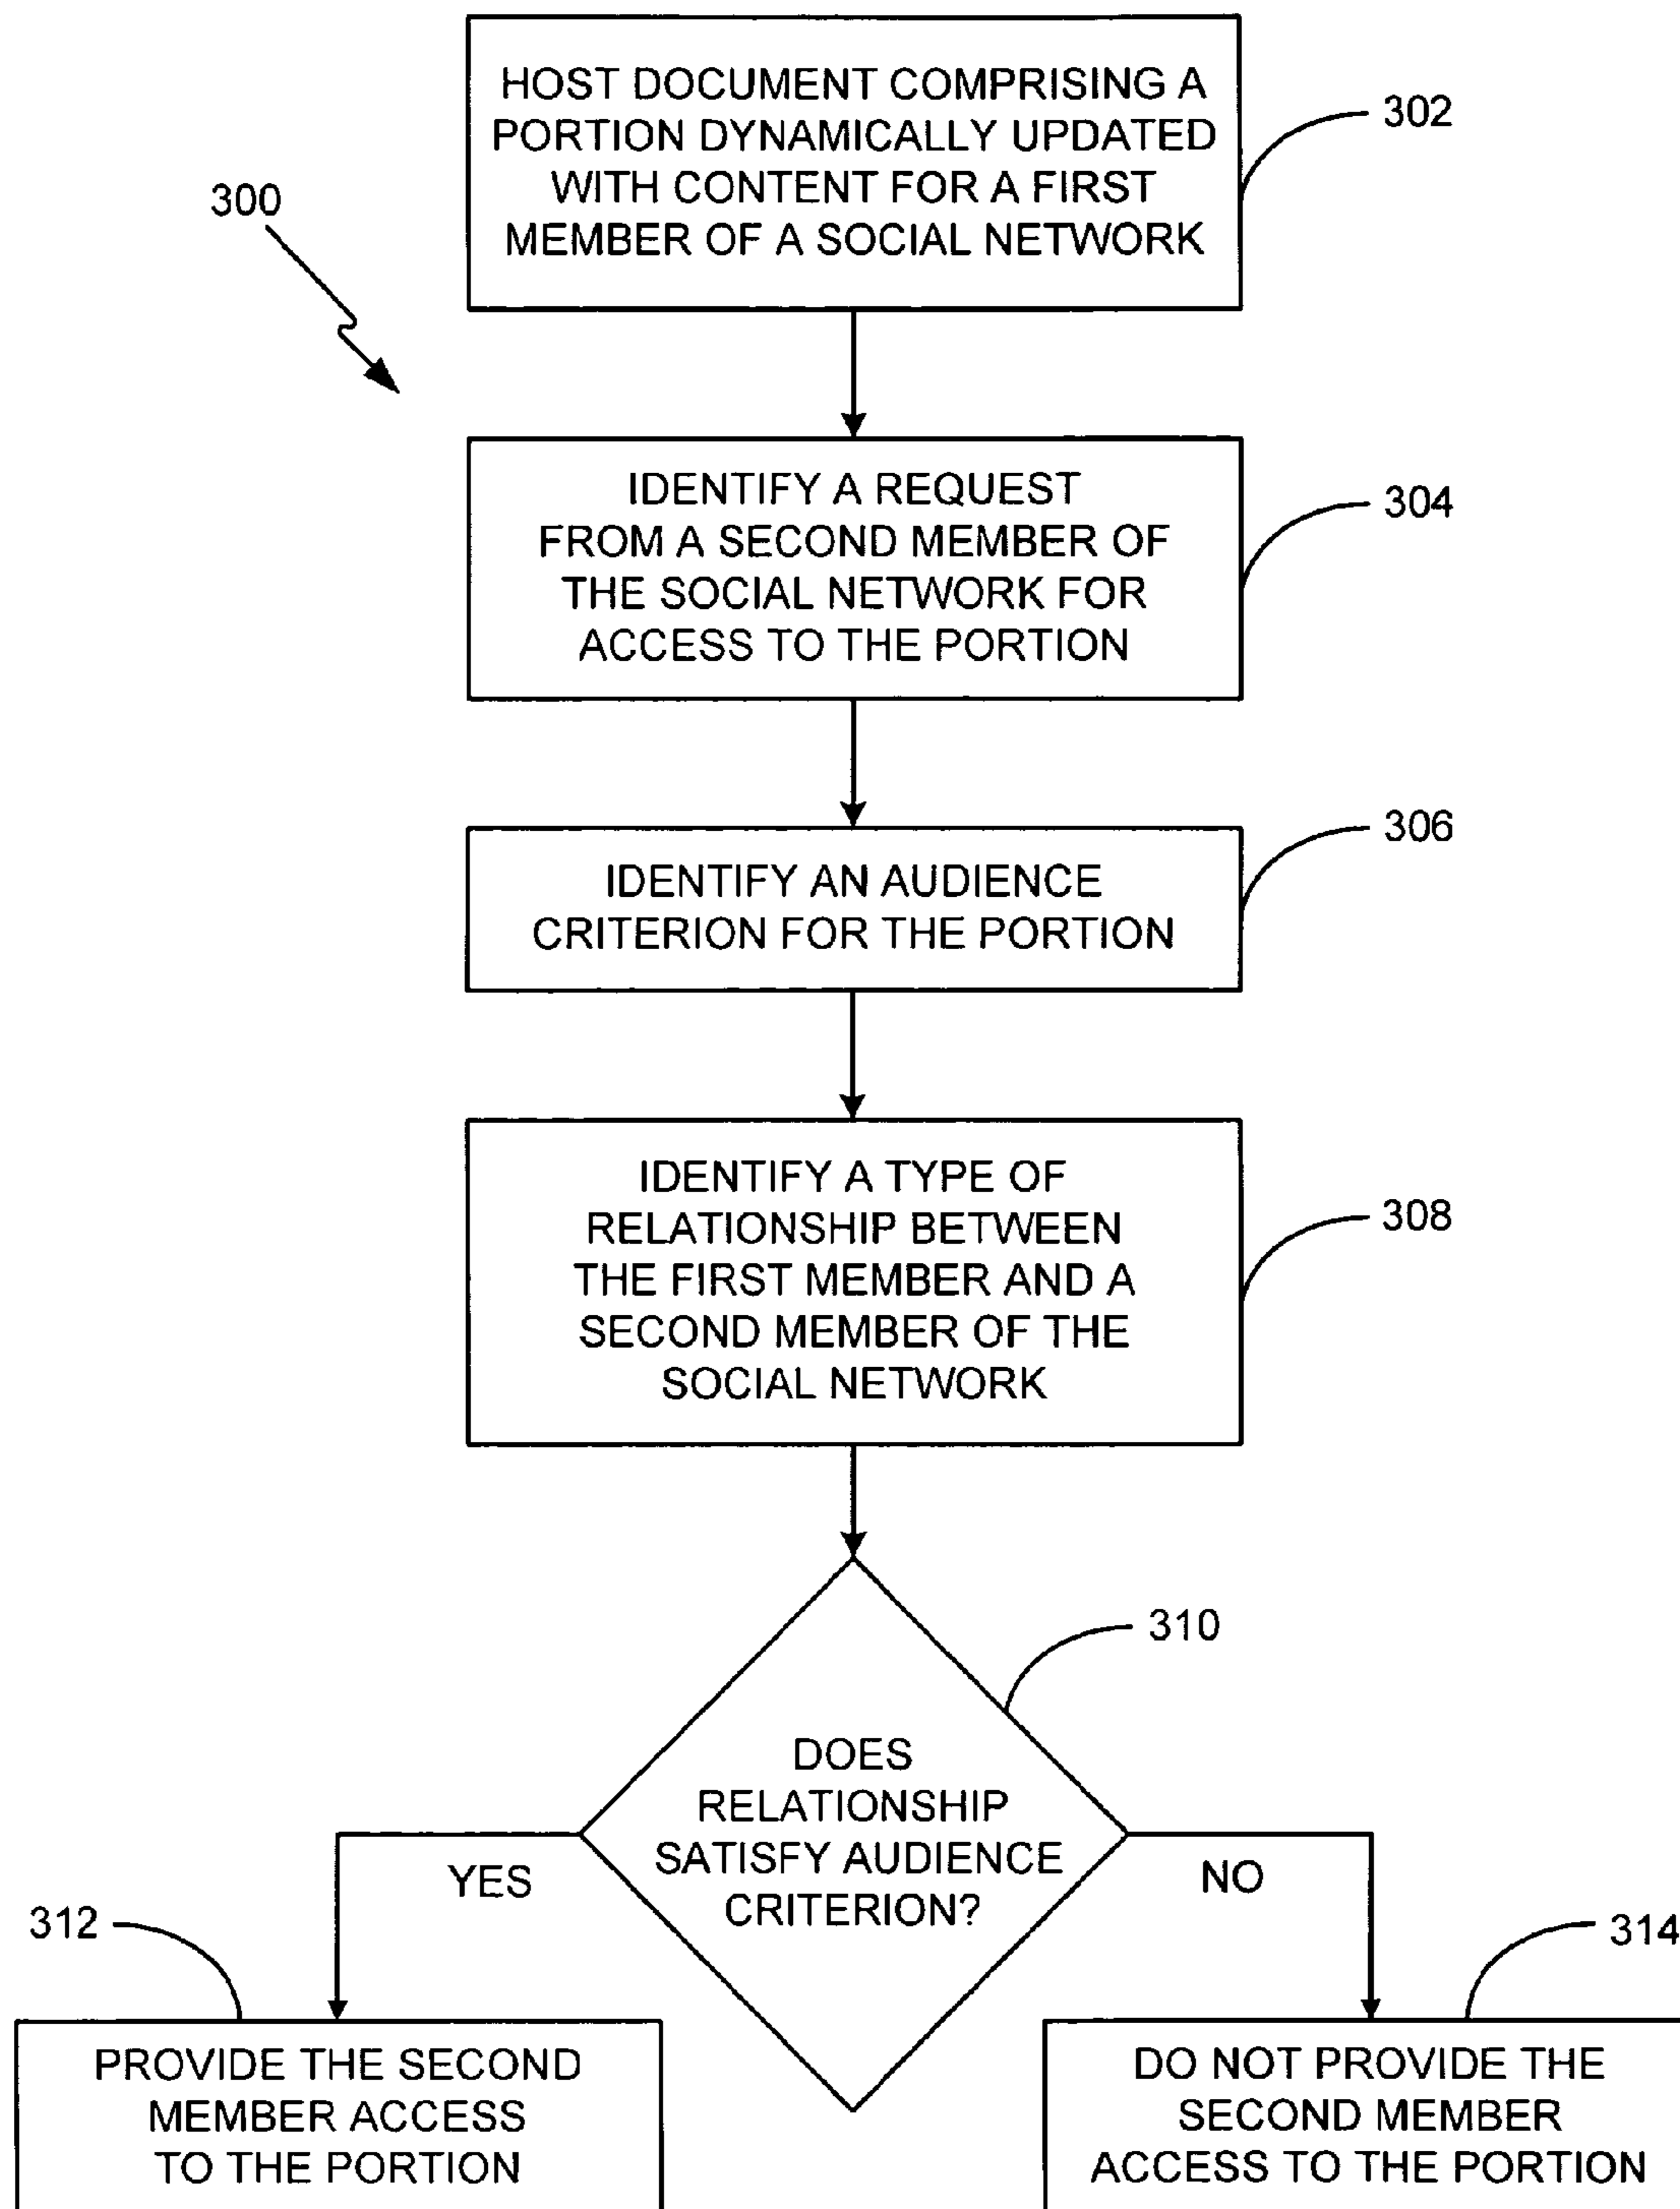 HOST DOCUMENT COMPRISING A
PORTION DYNAMICALLY UPDATED
WITH CONTENT FOR A FIRST
MEMBER OF A SOCIAL NETWORK
302
300
IDENTIFY A REQUEST
FROM A SECOND MEMBER OF
THE SOCIAL NETWORK FOR
ACCESS TO THE PORTION
304
IDENTIFY AN AUDIENCE
CRITERION FOR THE PORTION
306
IDENTIFY A TYPE OF
RELATIONSHIP BETWEEN
THE FIRST MEMBER AND A
SECOND MEMBER OF THE
SOCIAL NETWORK
308
310
DOES
RELATIONSHIP
SATISFY AUDIENCE
CRITERION?
YES
NO
312
314
PROVIDE THE SECOND
MEMBER ACCESS
TO THE PORTION
DO NOT PROVIDE THE
SECOND MEMBER
ACCESS TO THE PORTION